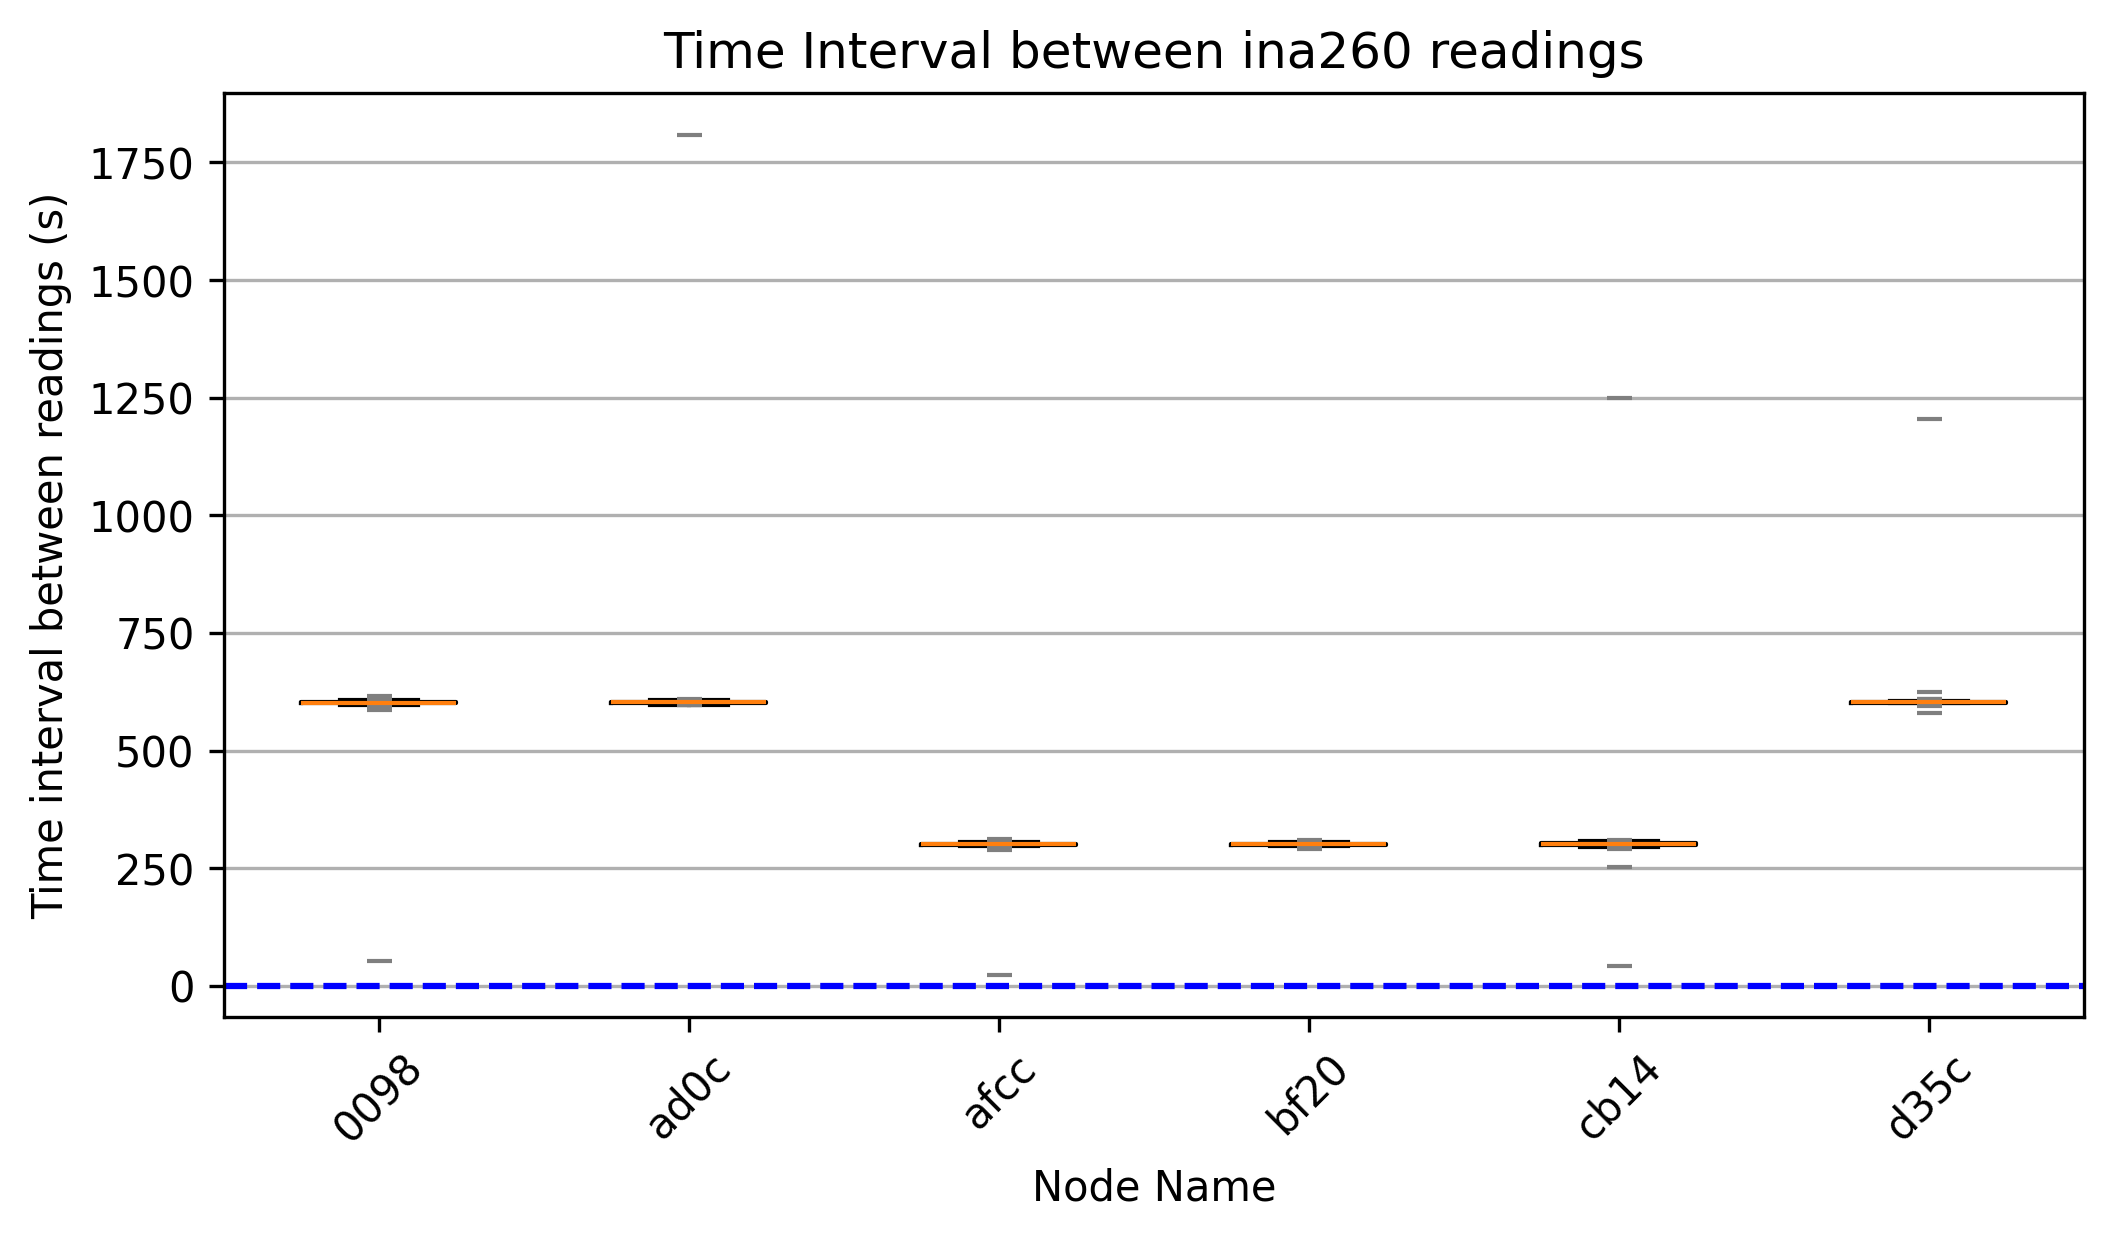 Time Interval between ina260 readings
Time interval between readings (s)
1750
1500
1250
1000
750
500
250
0
0098
ad0c
afcc
bf20
cb14
d35c
Node Name